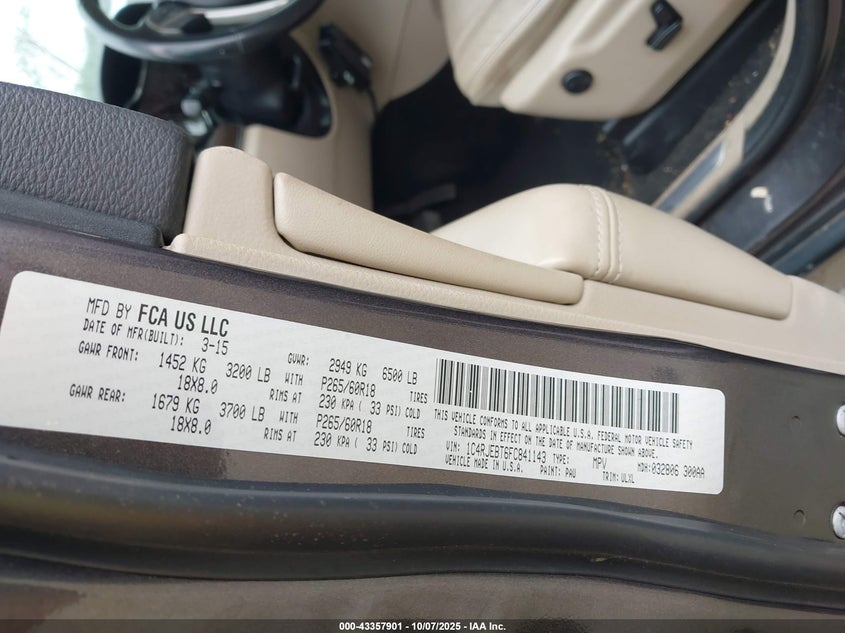 MFD BY FCA US LLC
DATE OF MFR(BUILT): 3-15
GVWR: 2949 KG 6500 LB
GAWR FRONT: 1452 KG 3200 LB WITH P265/60R18 TIRES
18X8.0 RIMS AT 230 KPA ( 33 PSI) COLD
GAWR REAR: 1679 KG 3700 LB WITH P265/60R18 TIRES
18X8.0 RIMS AT 230 KPA ( 33 PSI) COLD
THIS VEHICLE CONFORMS TO ALL APPLICABLE U.S.A. FEDERAL MOTOR VEHICLE SAFETY
STANDARDS IN EFFECT ON THE DATE OF MANUFACTURE SHOWN ABOVE.
VIN: 1C4RJEBT6FC841143 TYPE: MPV MDH:032806 300AA
VEHICLE MADE IN U.S.A. PAINT: PAU TRIM: ULXL
000-43357901 - 10/07/2025 - IAA Inc.